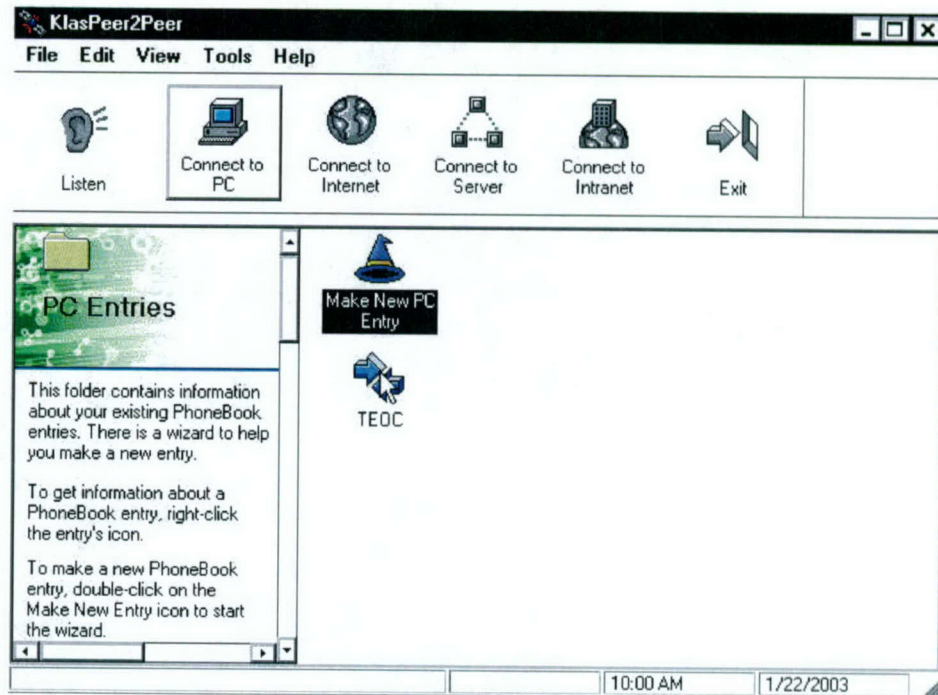 KlasPeer2Peer
File Edit View Tools Help
Listen
Connect to
PC
Connect to
Internet
Connect to
Server
Connect to
Intranet
Exit
PC Entries
This folder contains information
about your existing PhoneBook
entries. There is a wizard to help
you make a new entry.
To get information about a
PhoneBook entry, right-click
the entry's icon.
To make a new PhoneBook
entry, double-click on the
Make New Entry icon to start
the wizard.
Make New PC
Entry
TEOC
10:00 AM 1/22/2003